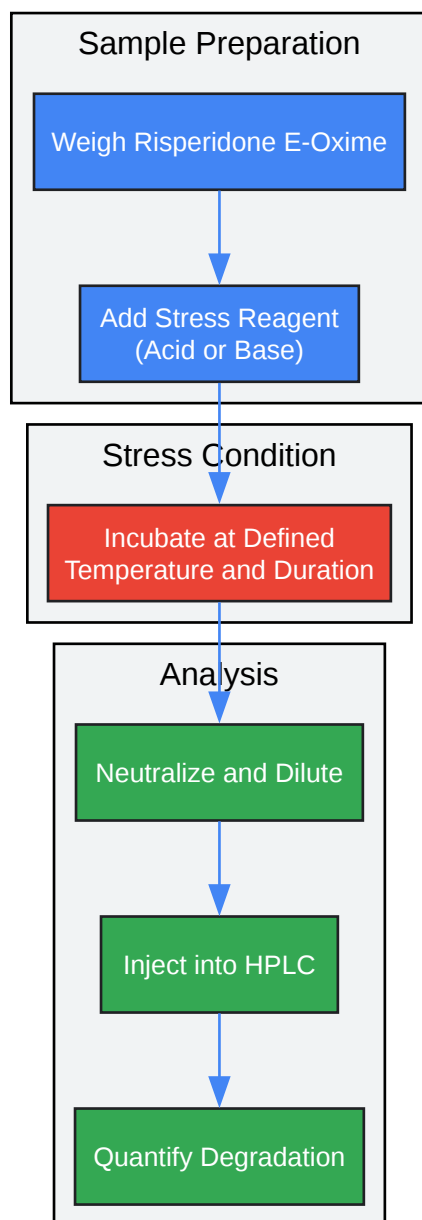 Sample Preparation
Weigh Risperidone E-Oxime
Add Stress Reagent
(Acid or Base)
Stress Condition
Incubate at Defined
Temperature and Duration
Analysis
Neutralize and Dilute
Inject into HPLC
Quantify Degradation